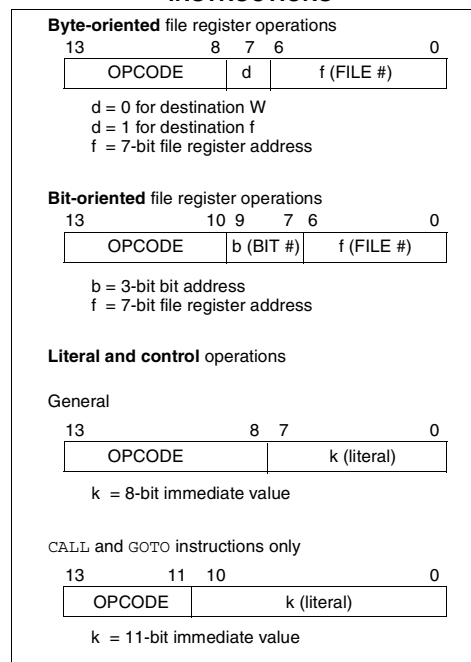 INSTRUCTIONS
Byte-oriented file register operations
13 8 7 6 0
OPCODE d f (FILE #)
d = 0 for destination W
d = 1 for destination f
f = 7-bit file register address
Bit-oriented file register operations
13 10 9 7 6 0
OPCODE b (BIT #) f (FILE #)
b = 3-bit bit address
f = 7-bit file register address
Literal and control operations
General
13 8 7 0
OPCODE k (literal)
k = 8-bit immediate value
CALL and GOTO instructions only
13 11 10 0
OPCODE k (literal)
k = 11-bit immediate value